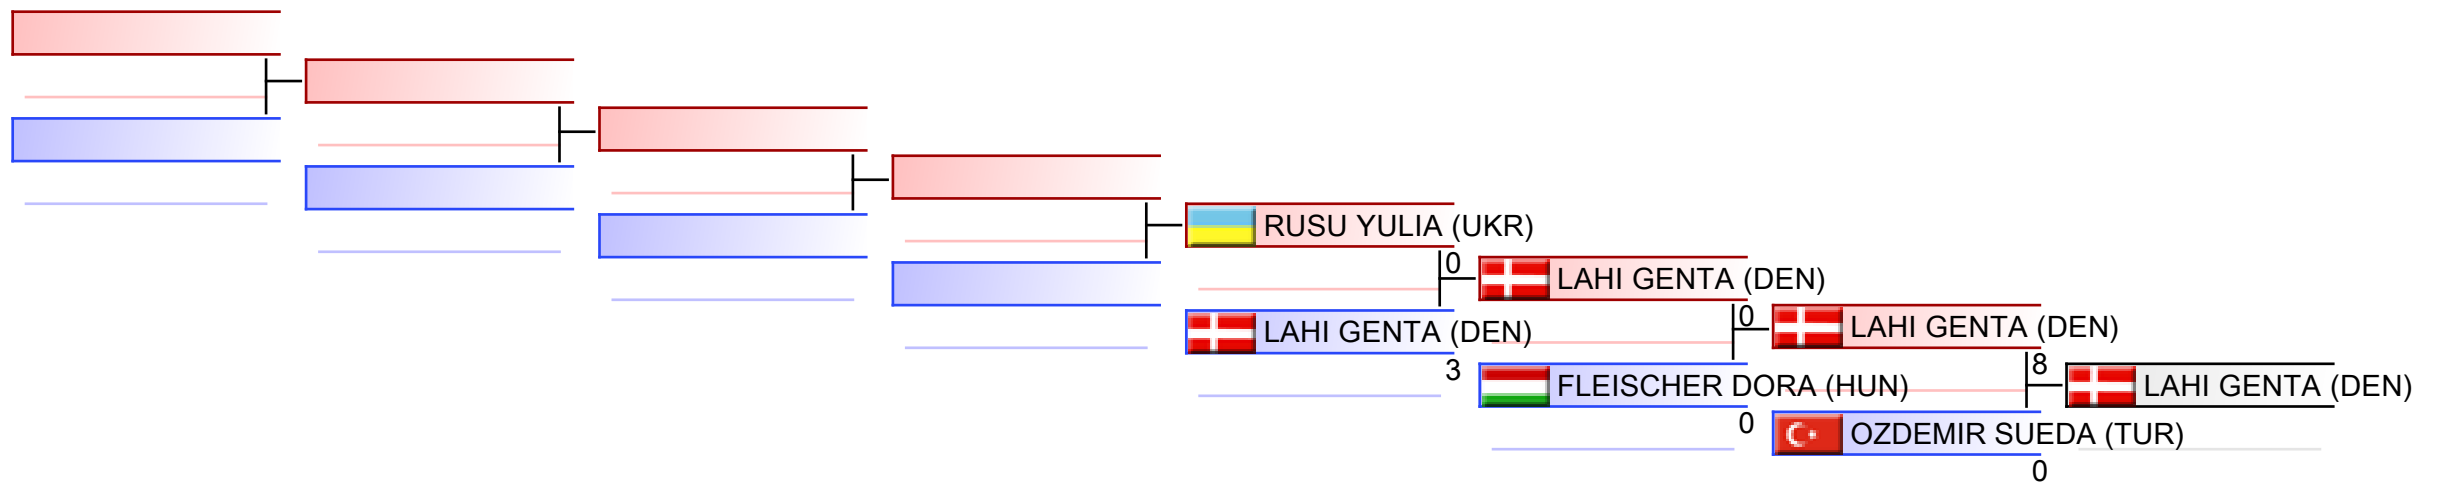 RUSU YULIA (UKR)
0
LAHI GENTA (DEN)
LAHI GENTA (DEN)
3
0
FLEISCHER DORA (HUN)
0
LAHI GENTA (DEN)
8
OZDEMIR SUEDA (TUR)
0
LAHI GENTA (DEN)